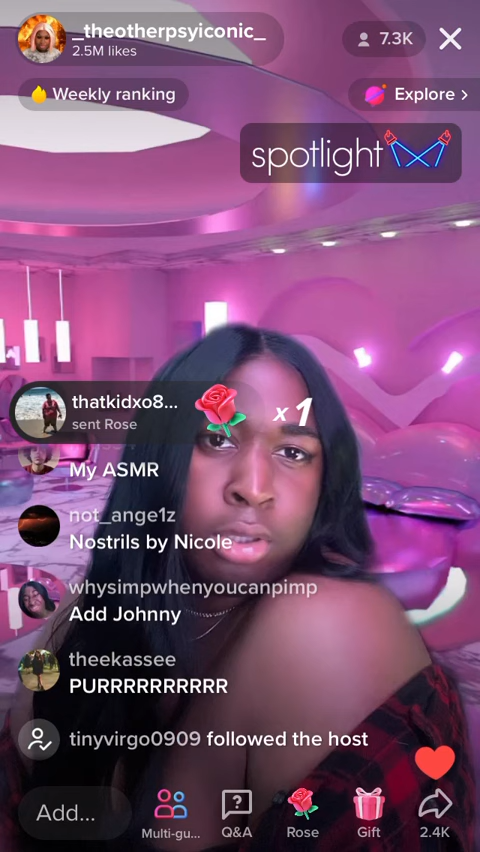 _theotherpsyiconic_
2.5M likes
7.3K
Weekly ranking
Explore >
spotlight
thatkidxo8...
sent Rose
x1
My ASMR
not_ange1z
Nostrils by Nicole
whysimpwhenyoucanpimp
Add Johnny
theekassee
PURRRRRRRRRR
tinyvirgo0909 followed the host
Add...
Multi-gu...
Q&A
Rose
Gift
2.4K